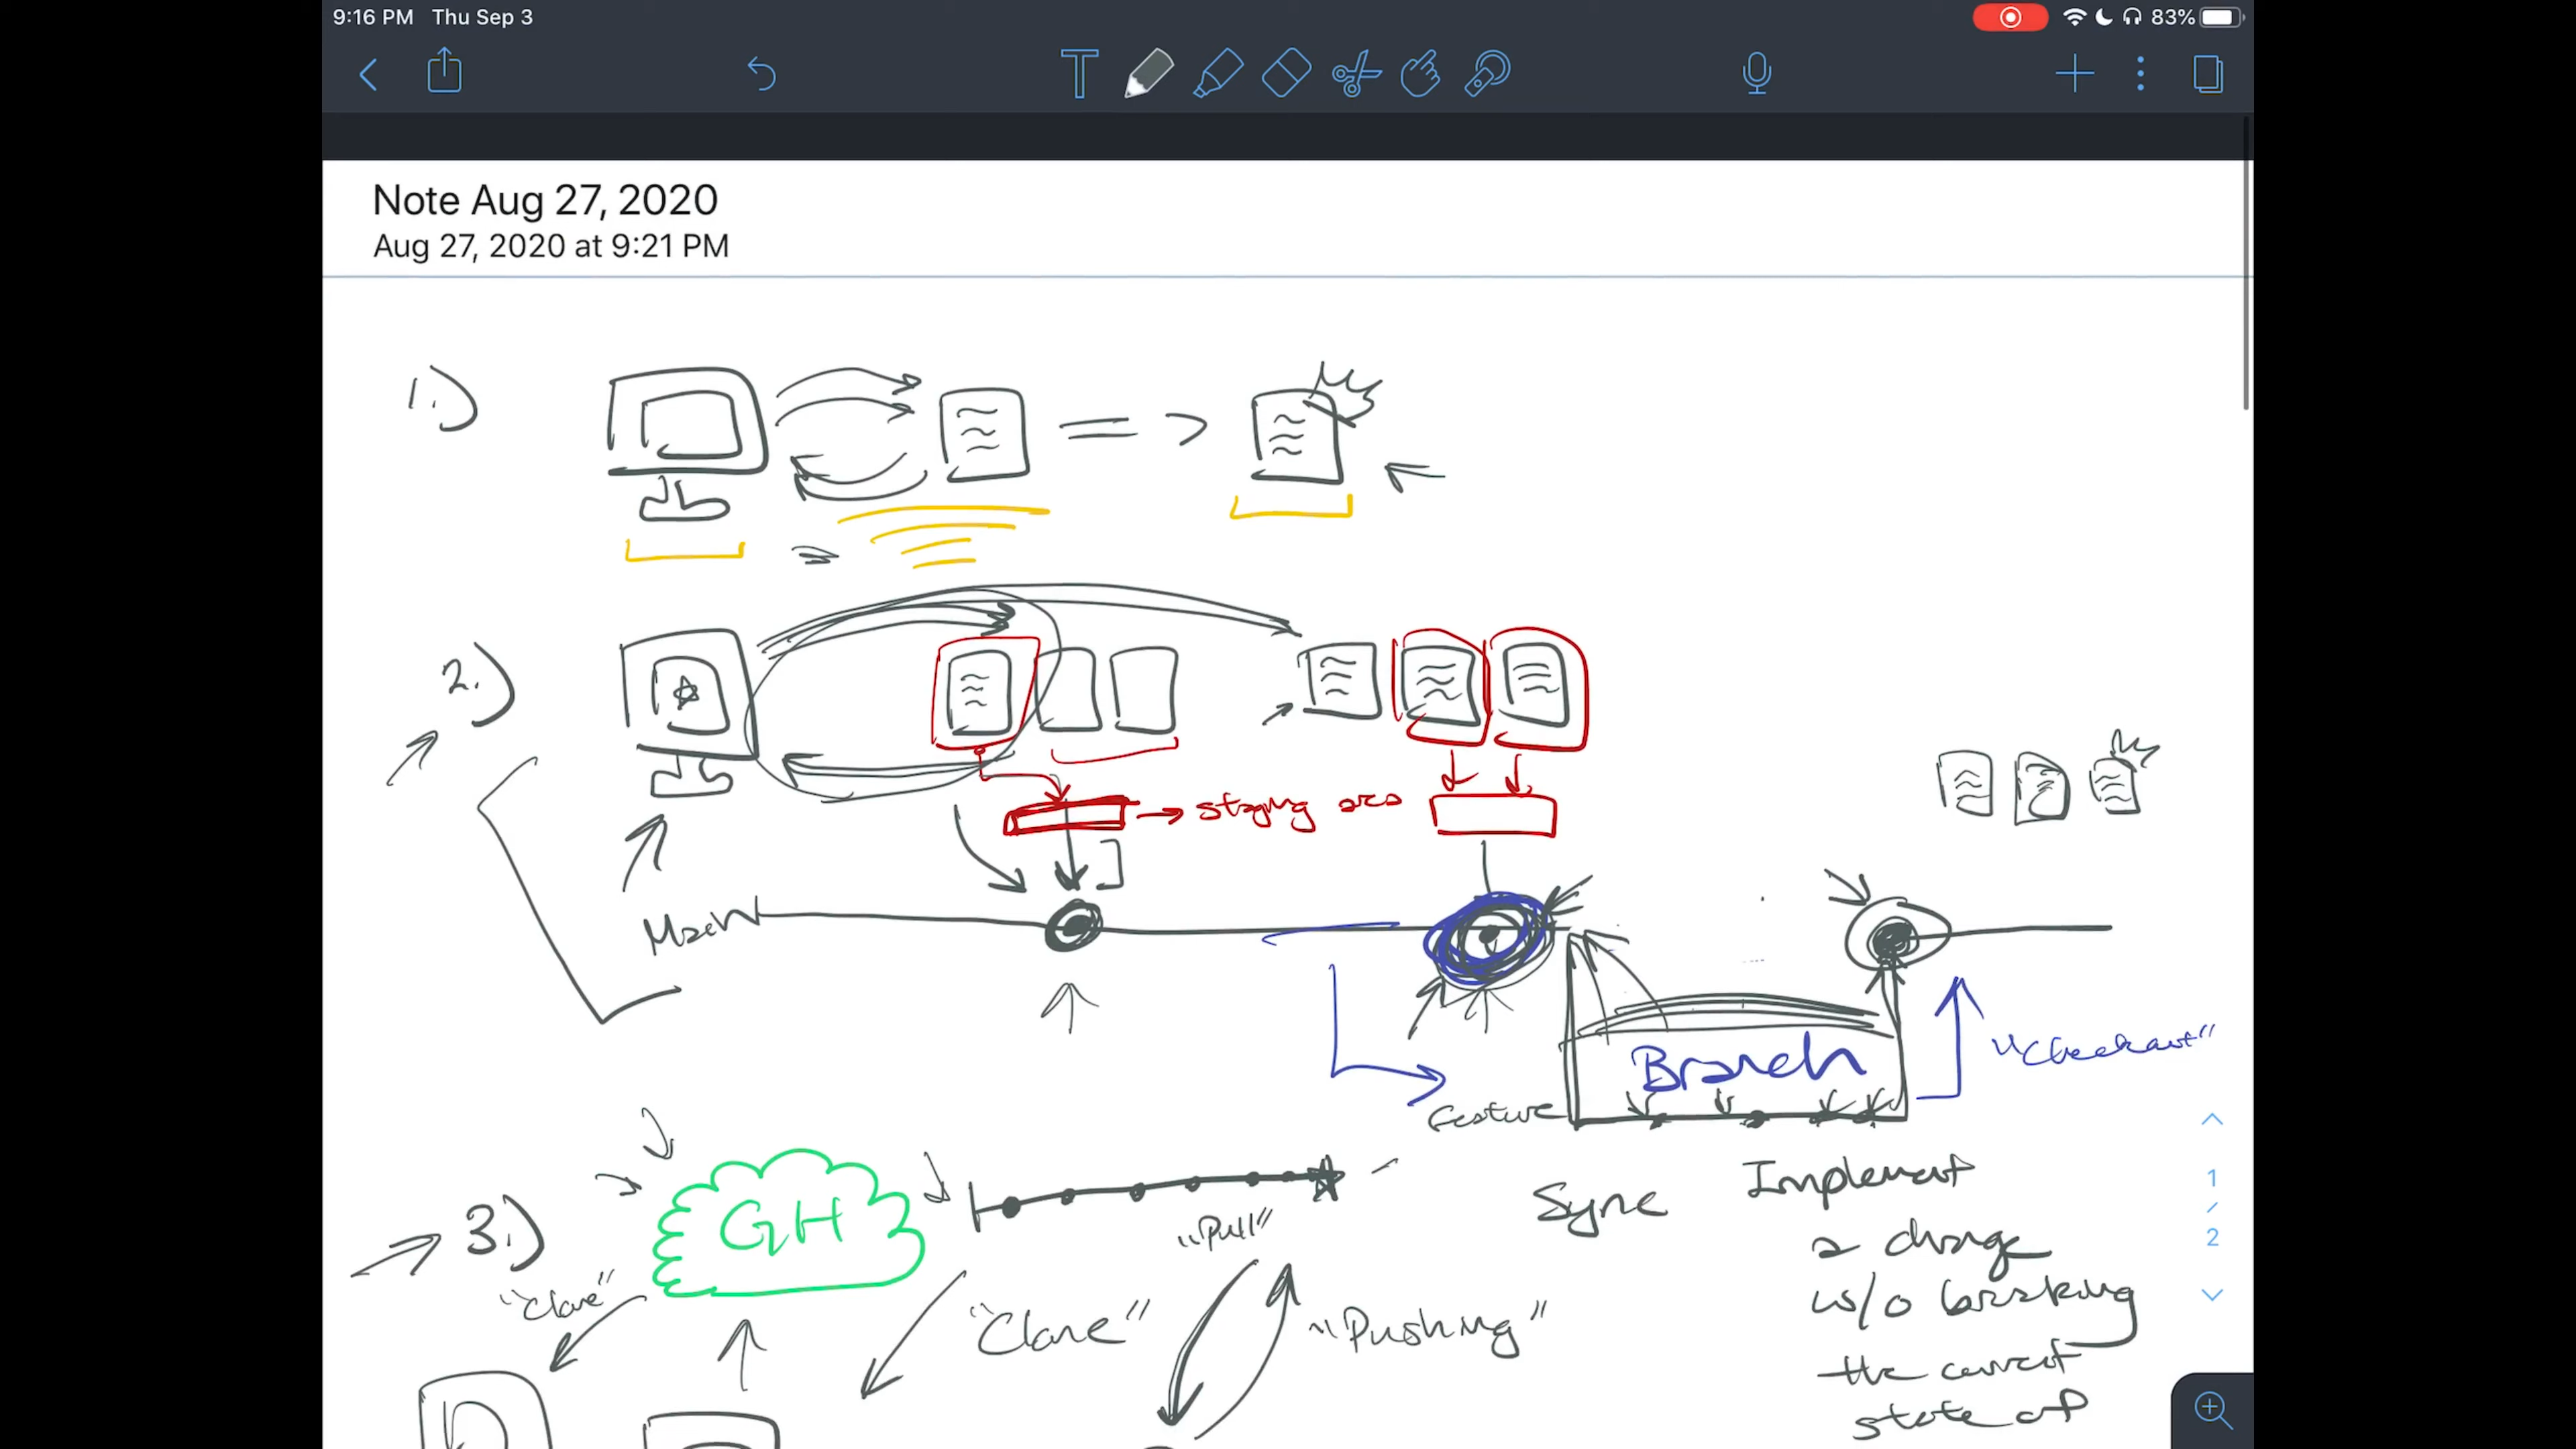 9:16 PM Thu Sep 3
83%
Note Aug 27, 2020
Aug 27, 2020 at 9:21 PM
1.)
2.)
→ staging area
Main
Branch
"Checkout"
feature
3.)
GH
"Pull"
Sync
Implement
a change
w/o breaking
the current
state of
"Clone"
"Clone"
"Pushing"
1
/
2